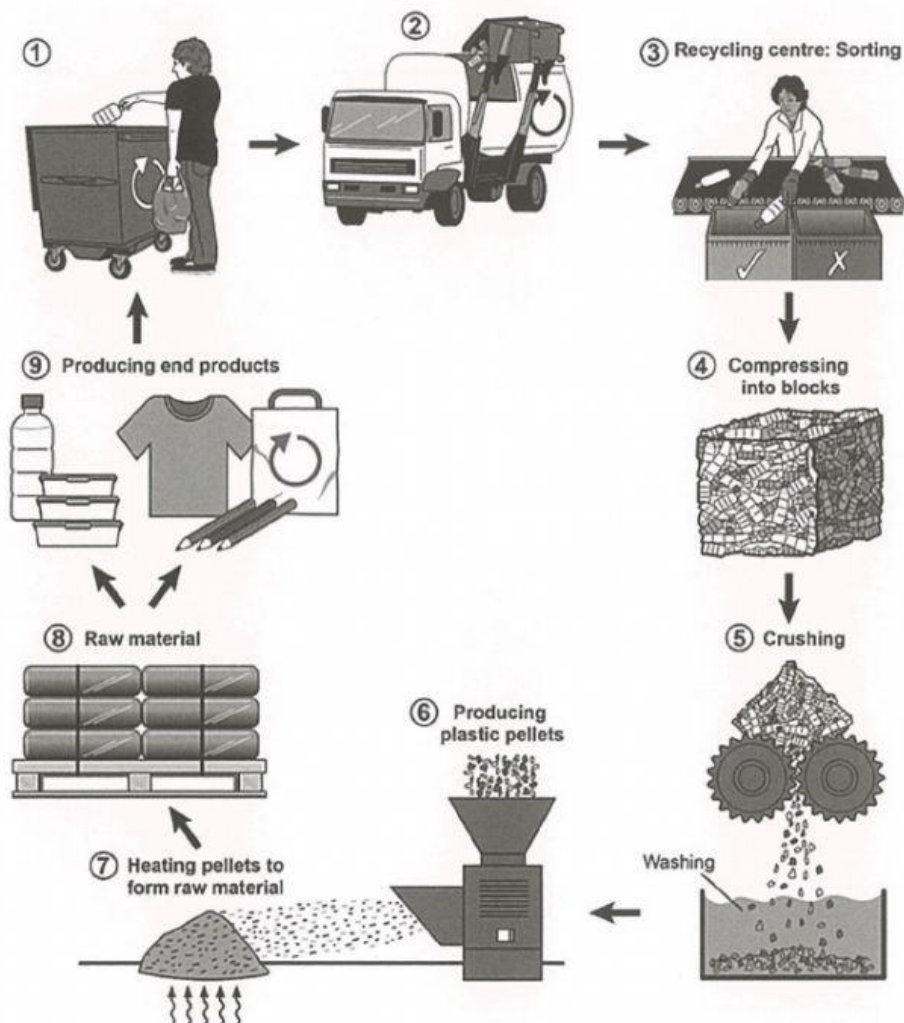 ①
②
③ Recycling centre: Sorting
④ Compressing
into blocks
⑤ Crushing
Washing
⑥ Producing
plastic pellets
⑦ Heating pellets to
form raw material
⑧ Raw material
⑨ Producing end products